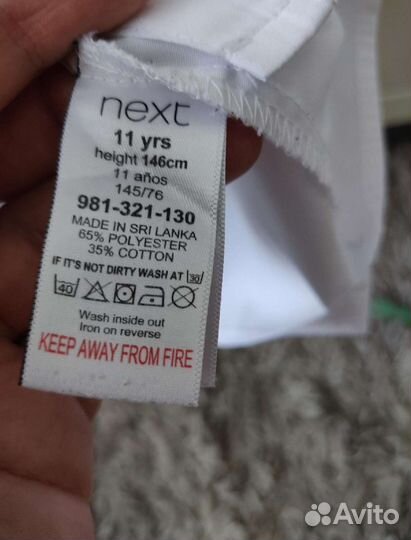 next
11 yrs
height 146cm
11 años
145/76
981-321-130
MADE IN SRI LANKA
65% POLYESTER
35% COTTON
IF IT'S NOT DIRTY WASH AT 30
40
Wash inside out
Iron on reverse
KEEP AWAY FROM FIRE
Avito